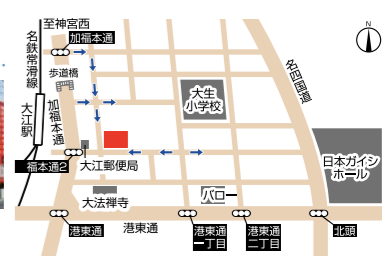 至神宮西
N
加福本通
名鉄常滑線
名四国道
歩道橋
大生
小学校
大江駅
加福本通
福本通2
大江郵便局
日本ガイシ
ホール
大法禅寺
バロー
港東通
港東通
港東通
一丁目
港東通
二丁目
北頭